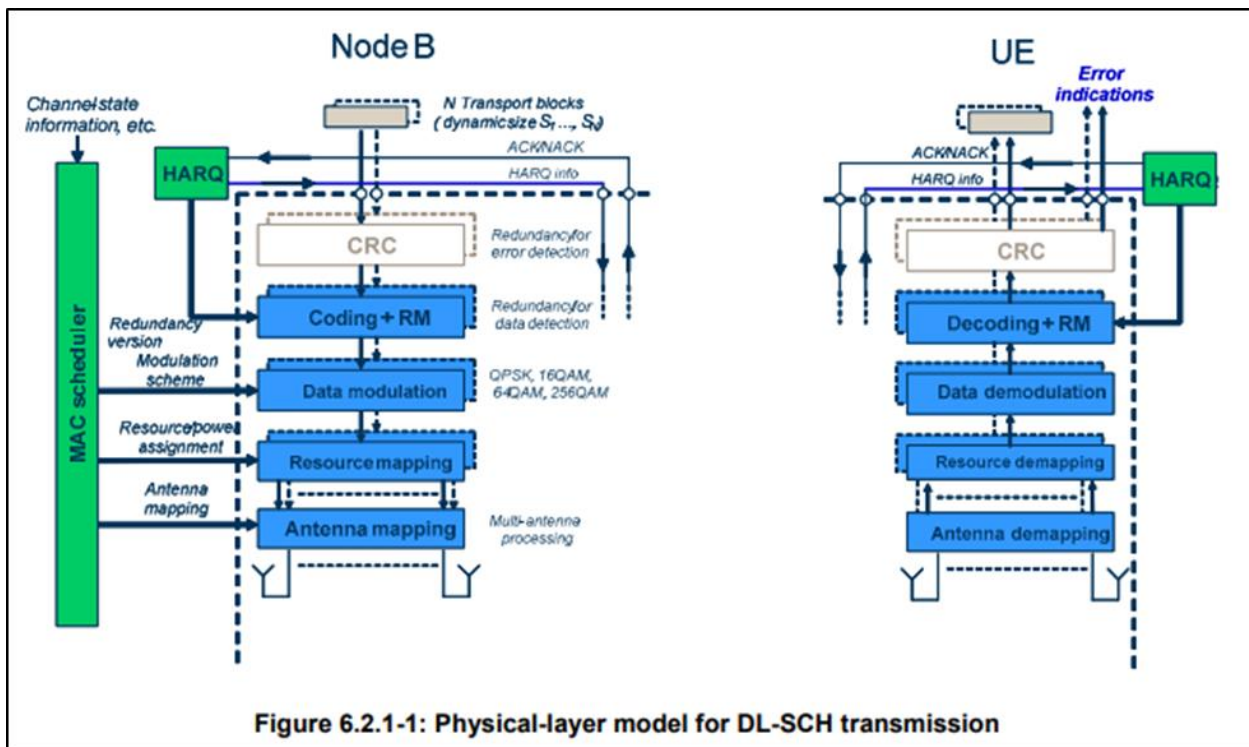 Node B
UE
Channel-state
information, etc.
N Transport blocks
(dynamic size S1 ..., SN)
Error
indications
HARQ
ACK/NACK
HARQ info
ACK/NACK
HARQ info
HARQ
CRC
Redundancy for
error detection
CRC
MAC scheduler
Redundancy
version
Coding + RM
Redundancy for
data detection
Decoding + RM
Modulation
scheme
Data modulation
QPSK, 16QAM,
64QAM, 256QAM
Data demodulation
Resource/power
assignment
Resource mapping
Resource demapping
Antenna
mapping
Antenna mapping
Multi-antenna
processing
Antenna demapping
Figure 6.2.1-1: Physical-layer model for DL-SCH transmission